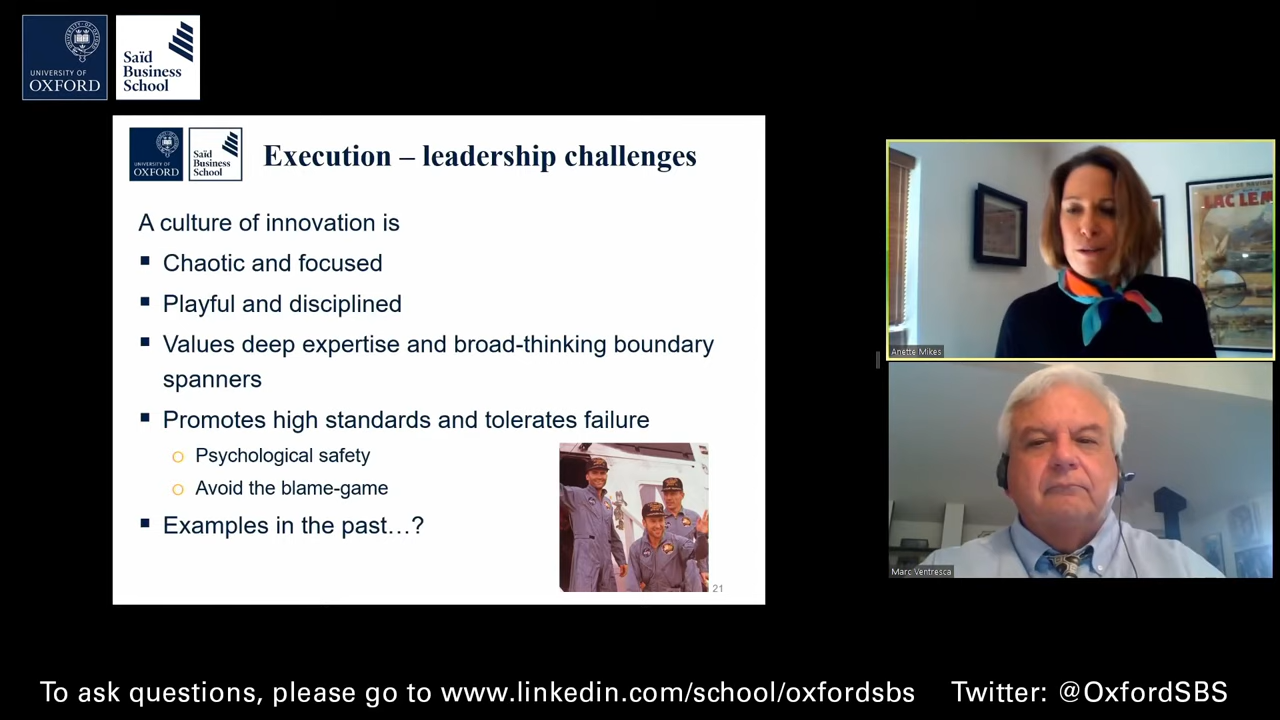 UNIVERSITY OF
OXFORD
Saïd
Business
School
UNIVERSITY OF
OXFORD
Saïd
Business
School
Execution – leadership challenges
A culture of innovation is
Chaotic and focused
Playful and disciplined
Values deep expertise and broad-thinking boundary
spanners
Promotes high standards and tolerates failure
Psychological safety
Avoid the blame-game
Examples in the past…?
21
LAC LEM
Anette Mikes
Marc Ventresca
To ask questions, please go to www.linkedin.com/school/oxfordsbs Twitter: @OxfordSBS